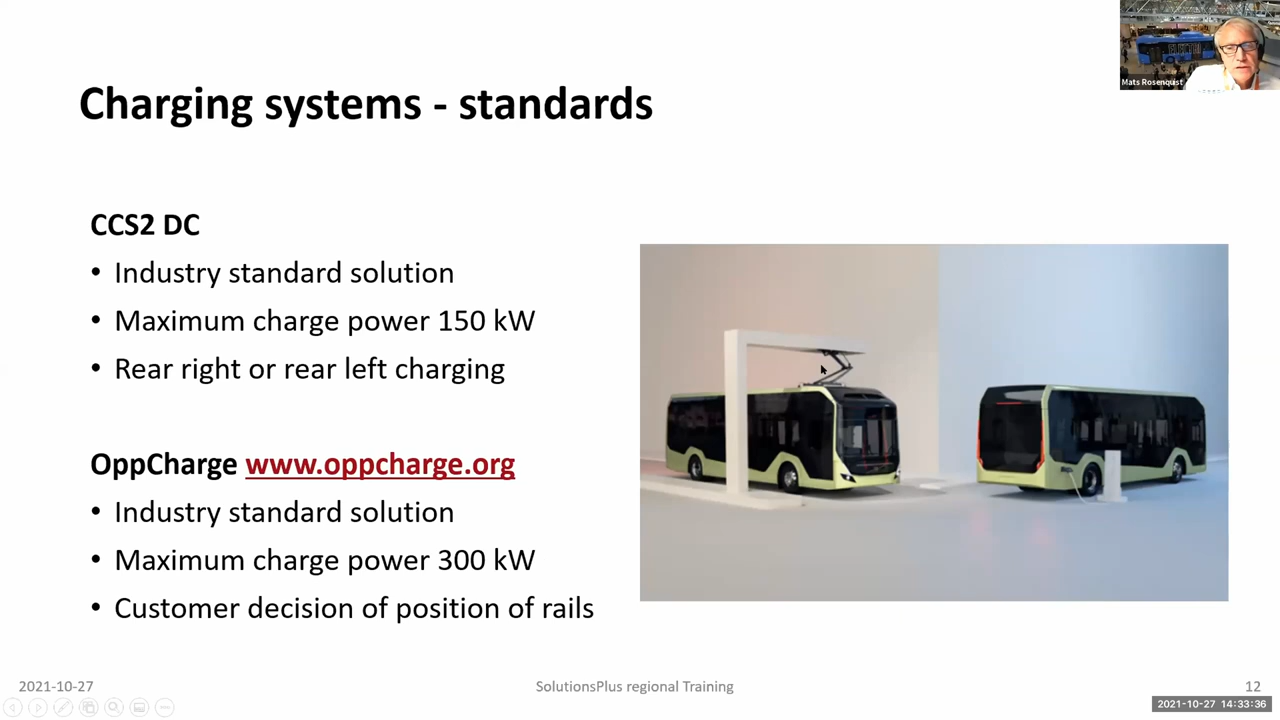 Charging systems - standards
Mats Rosenquist
CCS2 DC
• Industry standard solution
• Maximum charge power 150 kW
• Rear right or rear left charging
OppCharge www.oppcharge.org
• Industry standard solution
• Maximum charge power 300 kW
• Customer decision of position of rails
2021-10-27
SolutionsPlus regional Training
12
2021-10-27 14:33:36